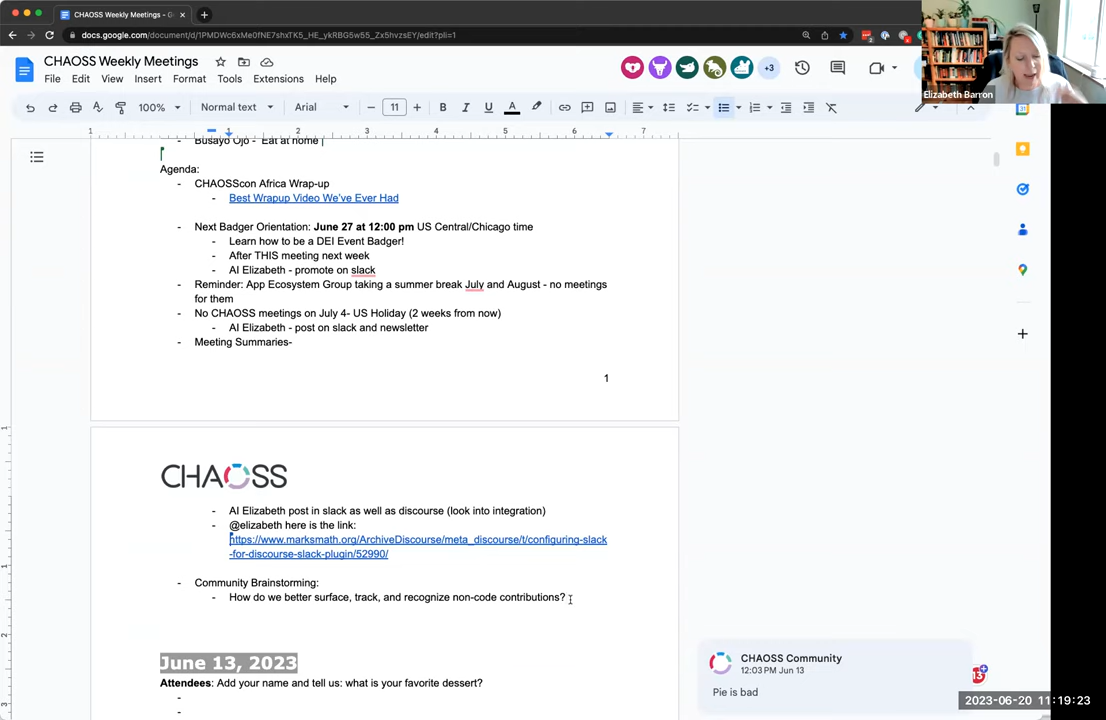 CHAOSS Weekly Meetings - G
docs.google.com/document/d/1PMDWc6xMe0fNE7shxTK5_HE_ykRBG5w55_Zx5hvzsEY/edit?pli=1
CHAOSS Weekly Meetings
File Edit View Insert Format Tools Extensions Help
+3
100% Normal text Arial 11
Elizabeth Barron
1 1 2 3 4 5 6 7
- Busayo Ojo - Eat at home
Agenda:
- CHAOSScon Africa Wrap-up
- Best Wrapup Video We've Ever Had
- Next Badger Orientation: June 27 at 12:00 pm US Central/Chicago time
- Learn how to be a DEI Event Badger!
- After THIS meeting next week
- AI Elizabeth - promote on slack
- Reminder: App Ecosystem Group taking a summer break July and August - no meetings
for them
- No CHAOSS meetings on July 4- US Holiday (2 weeks from now)
- AI Elizabeth - post on slack and newsletter
- Meeting Summaries-
1
CHAOSS
- AI Elizabeth post in slack as well as discourse (look into integration)
- @elizabeth here is the link:
https://www.marksmath.org/ArchiveDiscourse/meta_discourse/t/configuring-slack
-for-discourse-slack-plugin/52990/
- Community Brainstorming:
- How do we better surface, track, and recognize non-code contributions?
June 13, 2023
Attendees: Add your name and tell us: what is your favorite dessert?
-
-
CHAOSS Community
12:03 PM Jun 13
Pie is bad
2023-06-20 11:19:23